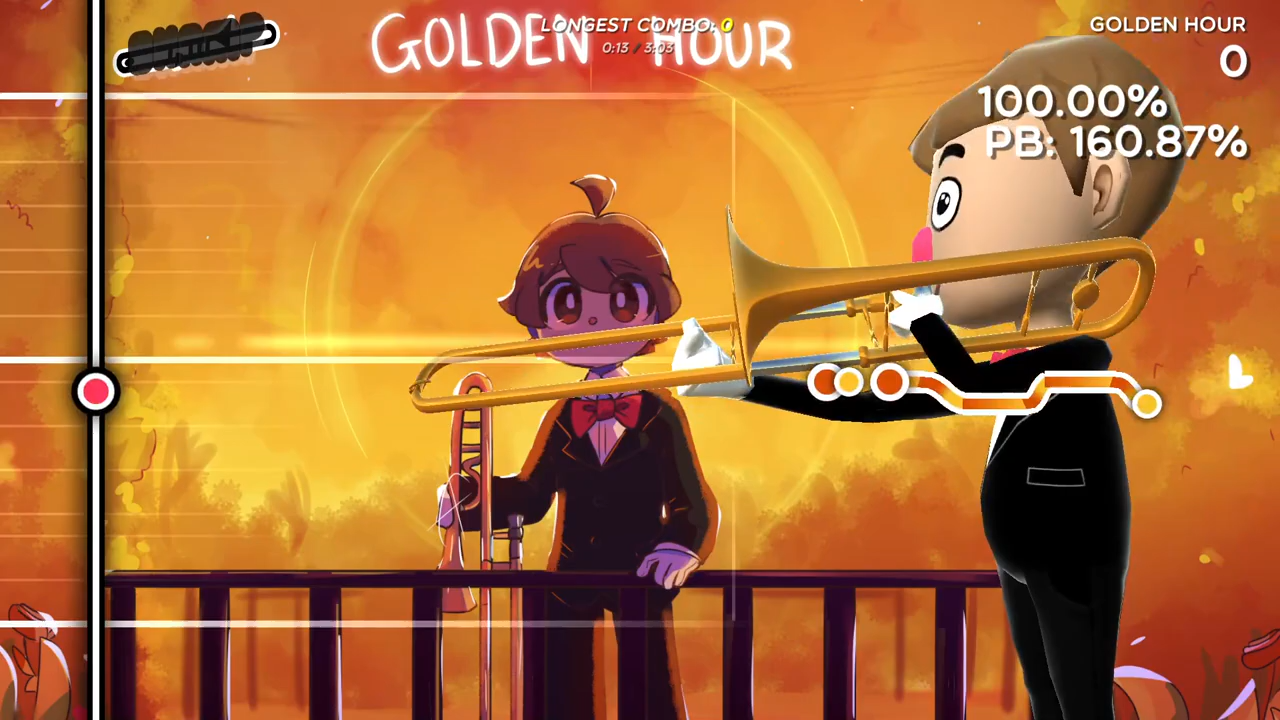 GOLDEN HOUR
LONGEST COMBO: 0
0:13 / 3:03
GOLDEN HOUR
0
100.00%
PB: 160.87%